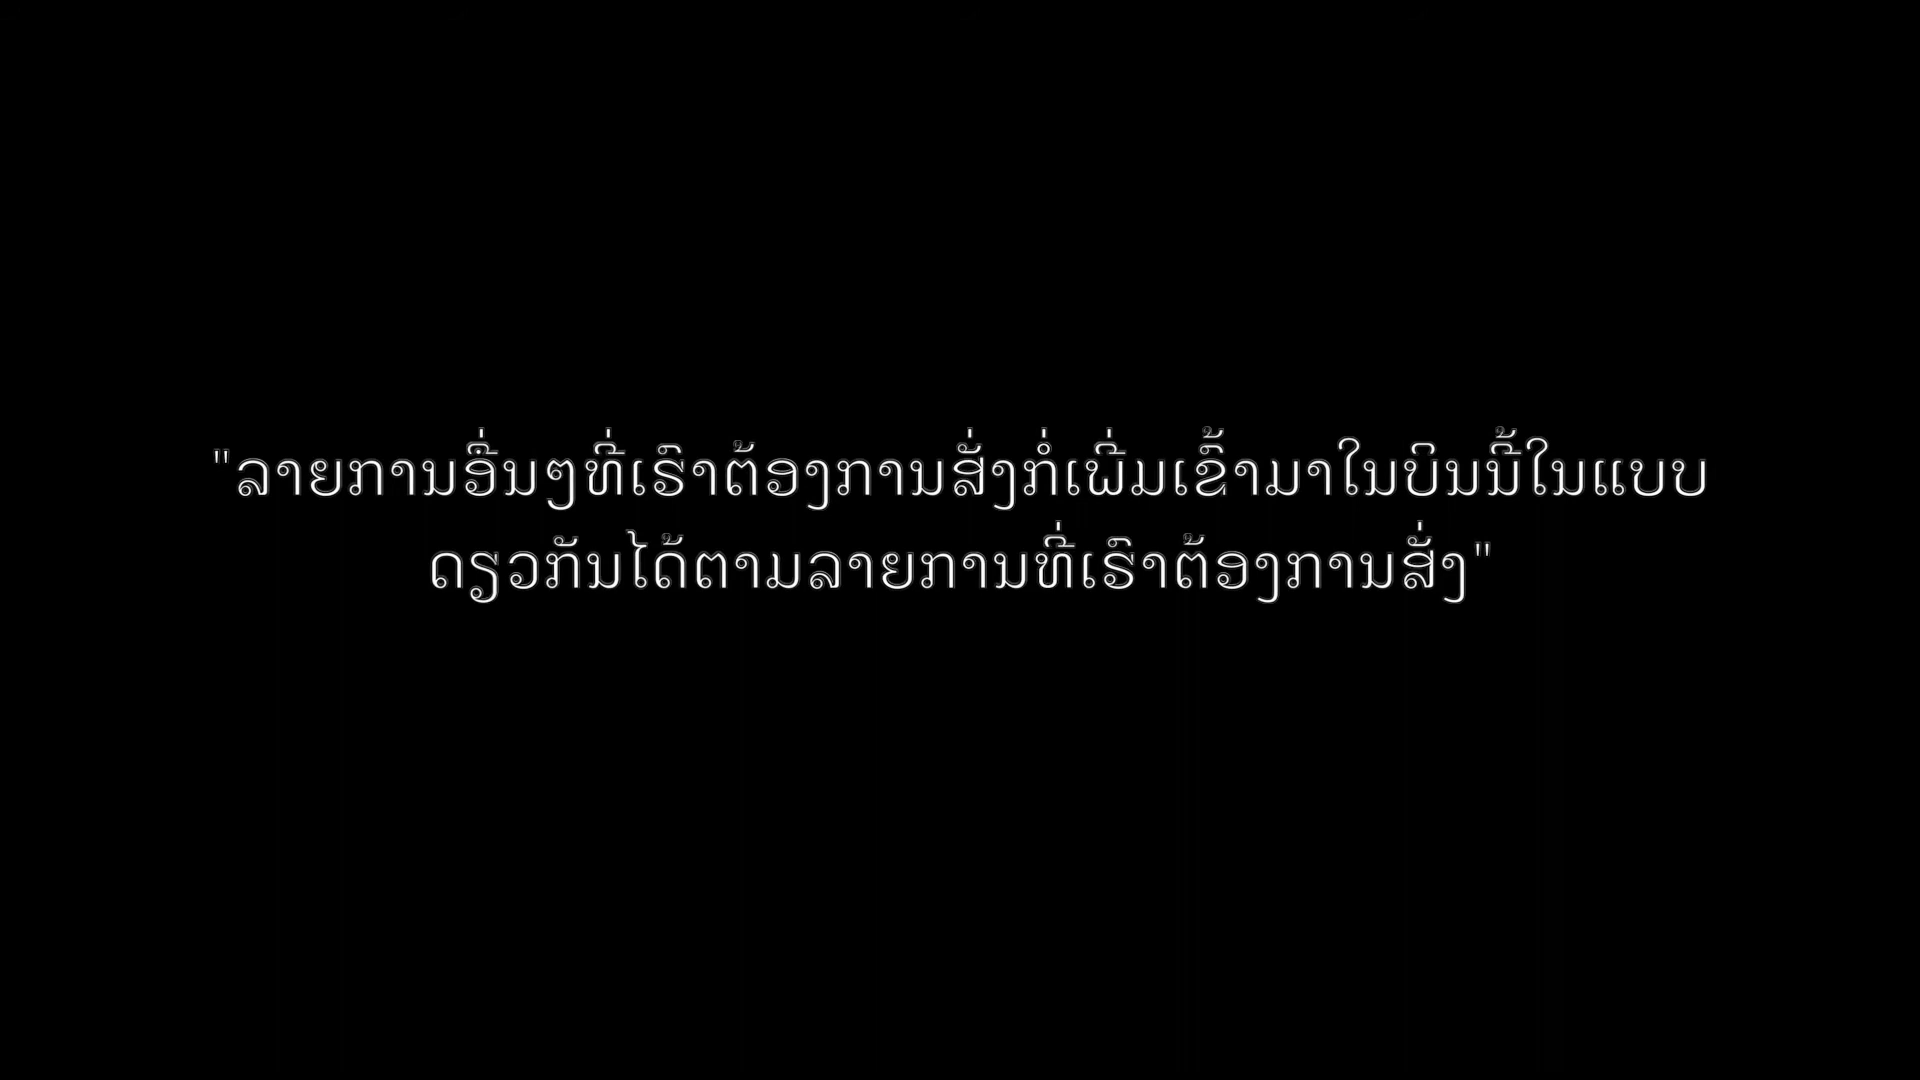 "ລາຍການອື່ນໆທີ່ເຮົາຕ້ອງການສັ່ງກໍ່ເພີ່ມເຂົ້າມາໃນບິນນີ້ໃນແບບ
ດຽວກັນໄດ້ຕາມລາຍການທີ່ເຮົາຕ້ອງການສັ່ງ"